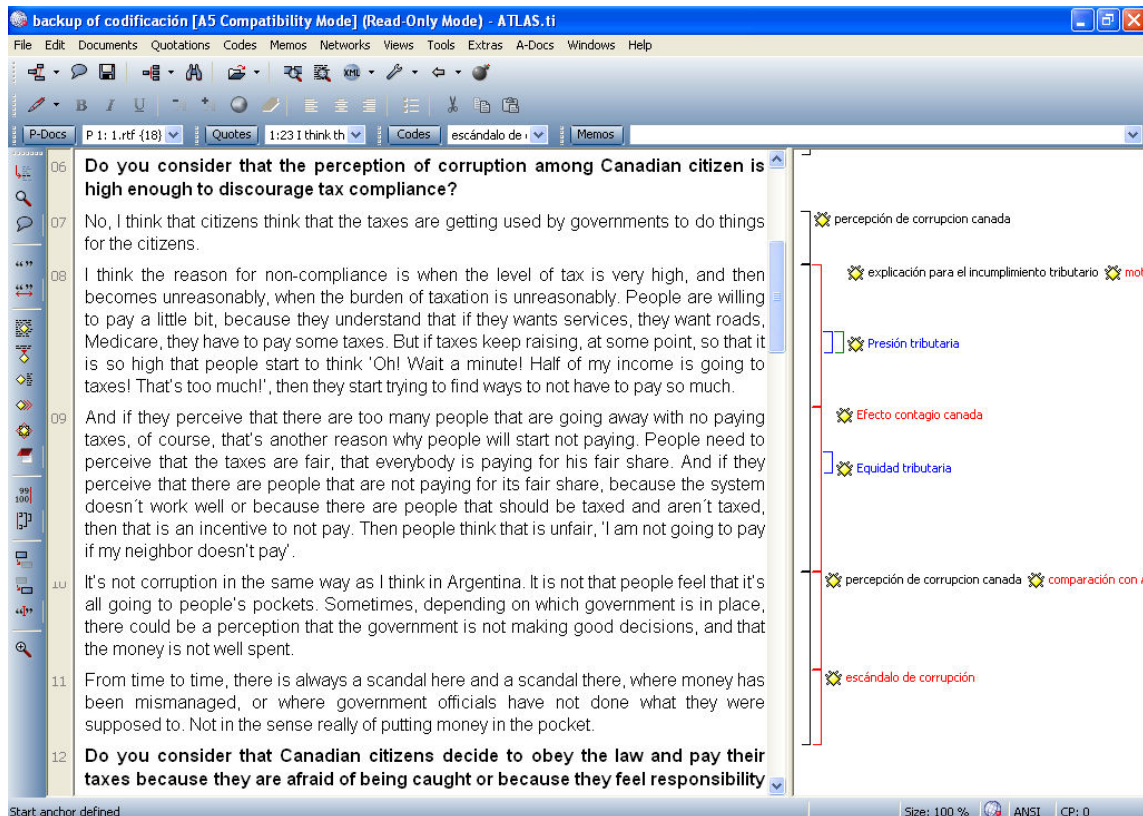 backup of codificación [A5 Compatibility Mode] (Read-Only Mode) - ATLAS.ti
File Edit Documents Quotations Codes Memos Networks Views Tools Extras A-Docs Windows Help
XML
B I U
P-Docs P 1: 1.rtf {18} Quotes 1:23 I think th Codes escándalo de Memos
06 Do you consider that the perception of corruption among Canadian citizen is
high enough to discourage tax compliance?
07 No, I think that citizens think that the taxes are getting used by governments to do things
for the citizens.
percepción de corrupcion canada
08 I think the reason for non-compliance is when the level of tax is very high, and then
explicación para el incumplimiento tributario mot
becomes unreasonably, when the burden of taxation is unreasonably. People are willing
to pay a little bit, because they understand that if they wants services, they want roads,
Medicare, they have to pay some taxes. But if taxes keep raising, at some point, so that it
Presión tributaria
is so high that people start to think 'Oh! Wait a minute! Half of my income is going to
taxes! That's too much!', then they start trying to find ways to not have to pay so much.
09 And if they perceive that there are too many people that are going away with no paying
Efecto contagio canada
taxes, of course, that's another reason why people will start not paying. People need to
perceive that the taxes are fair, that everybody is paying for his fair share. And if they
Equidad tributaria
perceive that there are people that are not paying for its fair share, because the system
doesn´t work well or because there are people that should be taxed and aren´t taxed,
then that is an incentive to not pay. Then people think that is unfair, 'I am not going to pay
if my neighbor doesn't pay'.
10 It's not corruption in the same way as I think in Argentina. It is not that people feel that it's
percepción de corrupcion canada comparación con
all going to people's pockets. Sometimes, depending on which government is in place,
there could be a perception that the government is not making good decisions, and that
the money is not well spent.
11 From time to time, there is always a scandal here and a scandal there, where money has
escándalo de corrupción
been mismanaged, or where government officials have not done what they were
supposed to. Not in the sense really of putting money in the pocket.
12 Do you consider that Canadian citizens decide to obey the law and pay their
taxes because they are afraid of being caught or because they feel responsibility
99
100
Start anchor defined
Size: 100 % ANSI CP: 0